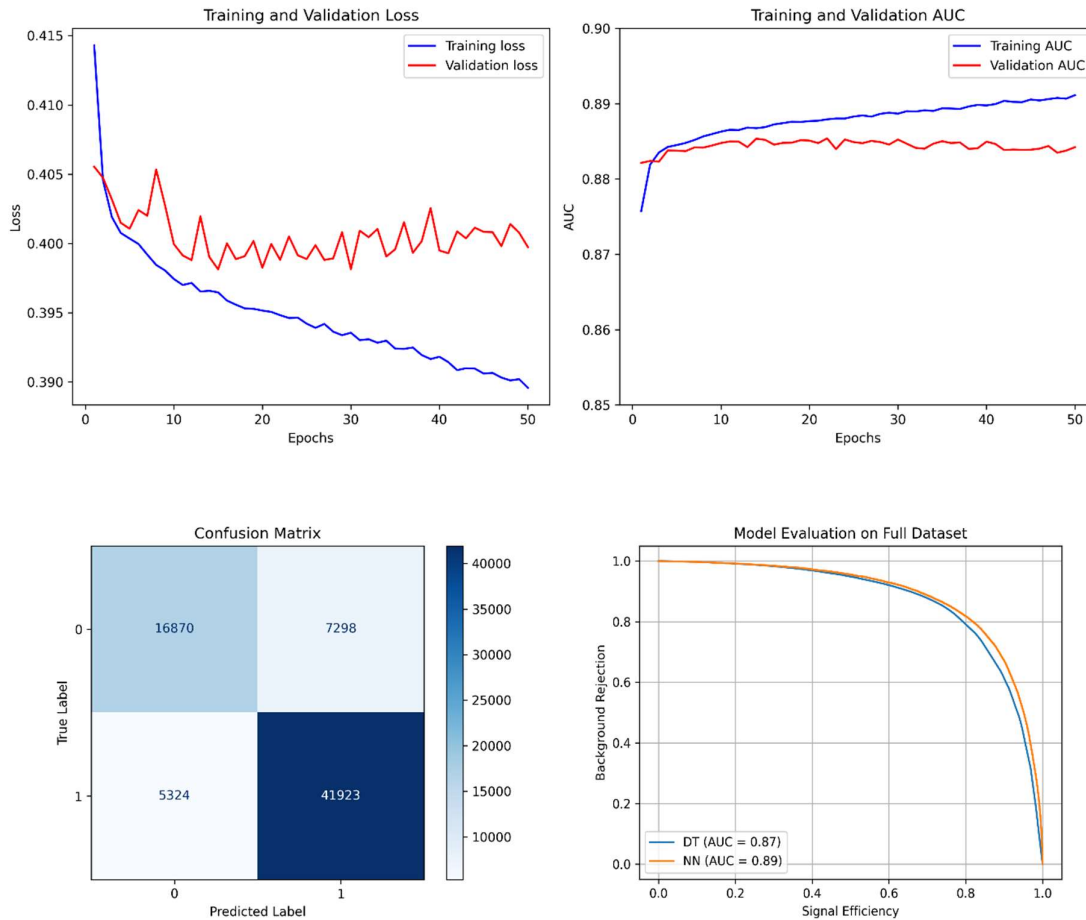 Training and Validation Loss
Training loss
Validation loss
0.415
0.410
0.405
0.400
0.395
0.390
Loss
0
10
20
30
40
50
Epochs
Training and Validation AUC
Training AUC
Validation AUC
0.90
0.89
0.88
0.87
0.86
0.85
AUC
0
10
20
30
40
50
Epochs
Confusion Matrix
0
1
True Label
16870
7298
5324
41923
0
1
Predicted Label
40000
35000
30000
25000
20000
15000
10000
Model Evaluation on Full Dataset
1.0
0.8
0.6
0.4
0.2
0.0
Background Rejection
DT (AUC = 0.87)
NN (AUC = 0.89)
0.0
0.2
0.4
0.6
0.8
1.0
Signal Efficiency